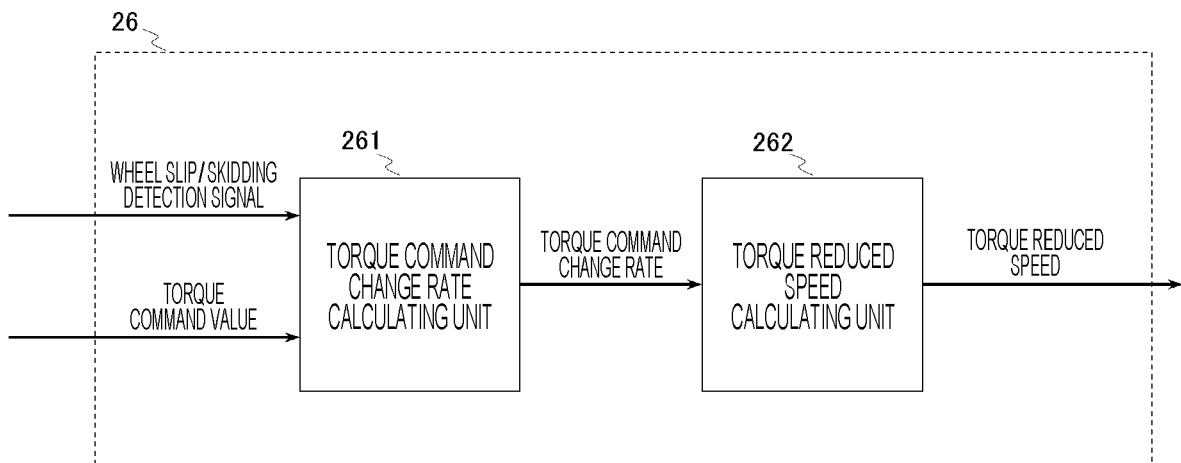 26
261
262
WHEEL SLIP/SKIDDING
DETECTION SIGNAL
TORQUE
COMMAND VALUE
TORQUE COMMAND
CHANGE RATE
CALCULATING UNIT
TORQUE COMMAND
CHANGE RATE
TORQUE REDUCED
SPEED
CALCULATING UNIT
TORQUE REDUCED
SPEED